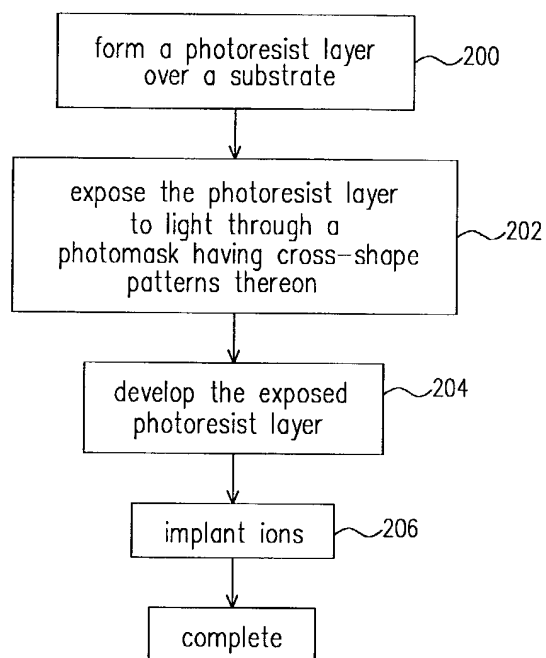 form a photoresist layer
over a substrate
200
expose the photoresist layer
to light through a
photomask having cross-shape
patterns thereon
202
develop the exposed
photoresist layer
204
implant ions
206
complete